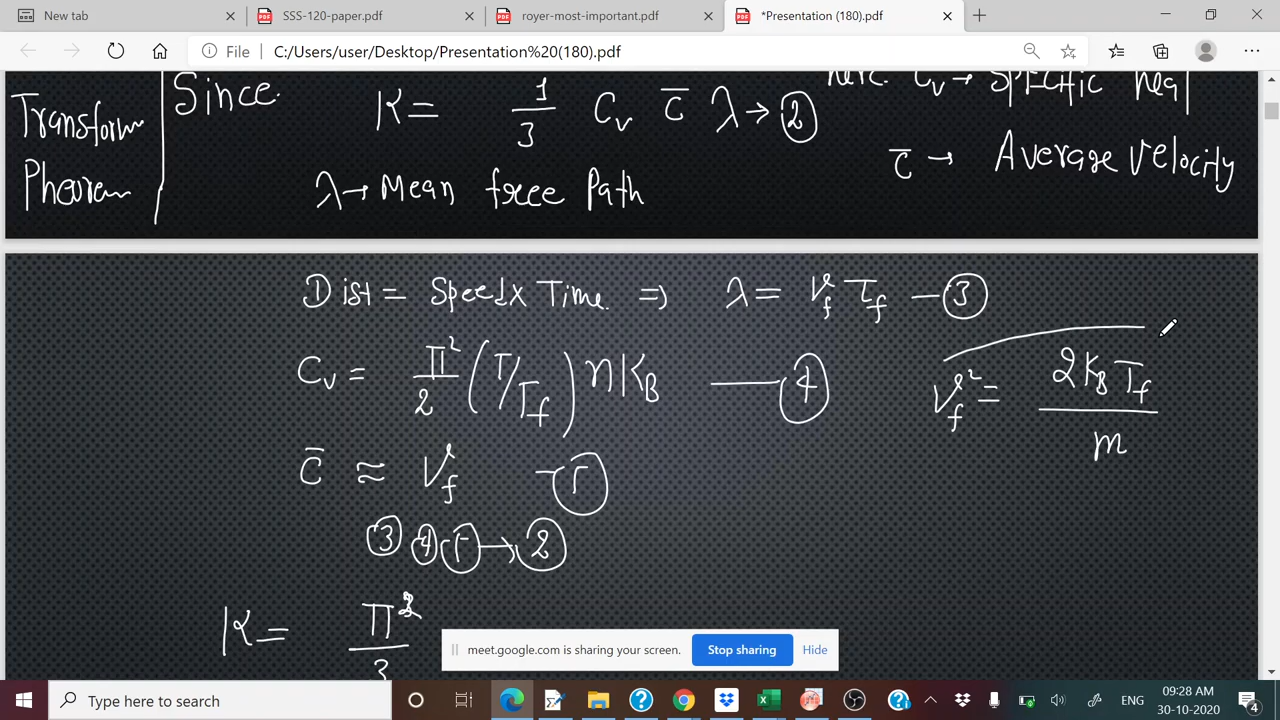 New tab
SSS-120-paper.pdf
royer-most-important.pdf
*Presentation (180).pdf
File
C:/Users/user/Desktop/Presentation%20(180).pdf
Transform
Pheorem
Since K = 1/3 Cv c̄ λ → 2
here. Cv → Specific heat
c̄ → Average velocity
λ → Mean free Path
Dist = Speed x Time. => λ = Vf τf — 3
Cv = π²/2 (T/Tf) n KB — 4
Vf² = 2KB Tf / m
c̄ ≈ Vf — 5
3 4 5 → 2
K = π²/3
meet.google.com is sharing your screen.
Stop sharing
Hide
Type here to search
ENG
09:28 AM
30-10-2020
4